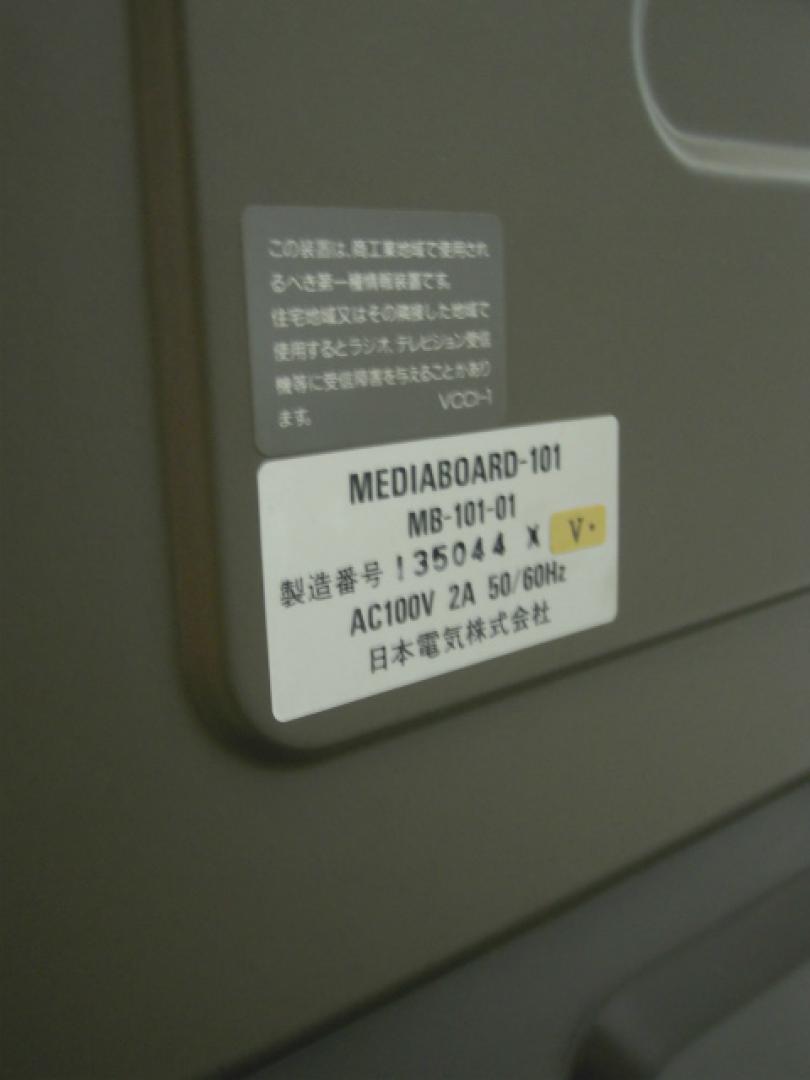 この装置は、商工業地域で使用され
るべき第一種情報装置です。
住宅地域又はその隣接した地域で
使用するとラジオ、テレビジョン受信
機等に受信障害を与えることがあり
ます。
VCCI-1
MEDIABOARD-101
MB-101-01
製造番号 135044 X V・
AC100V 2A 50/60Hz
日本電気株式会社